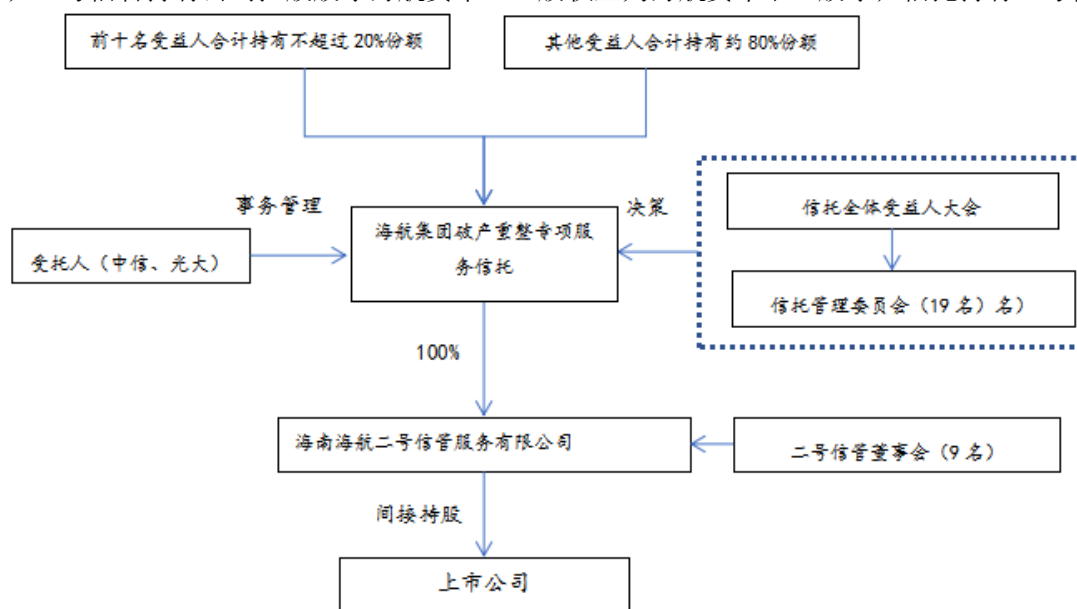 前十名受益人合计持有不超过 20%份额
其他受益人合计持有约 80%份额
事务管理
决策
信托全体受益人大会
受托人（中信、光大）
海航集团破产重整专项服
务信托
信托管理委员会（19 名）名）
100%
海南海航二号信管服务有限公司
二号信管董事会（9 名）
间接持股
上市公司